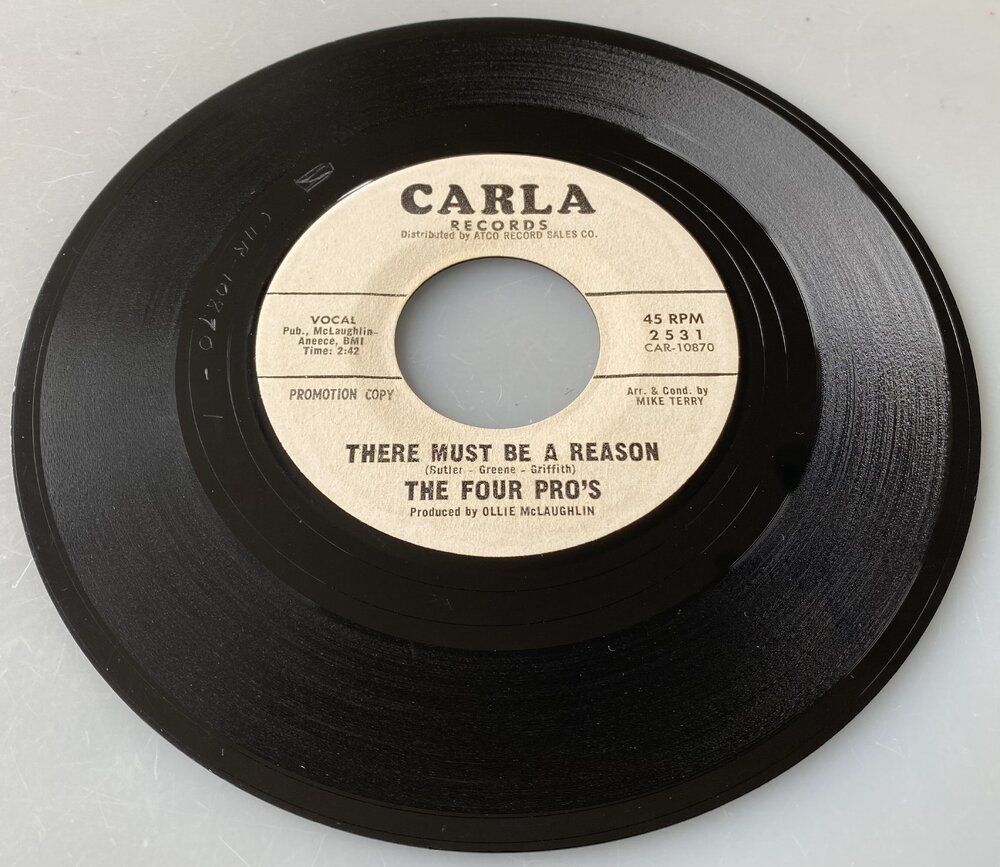 CARLA
RECORDS
Distributed by ATCO RECORD SALES CO.
VOCAL
Pub., McLaughlin-
Aneece, BMI
Time: 2:42
45 RPM
2531
CAR-10870
PROMOTION COPY
Arr. & Cond. by
MIKE TERRY
THERE MUST BE A REASON
(Butler - Greene - Griffith)
THE FOUR PRO'S
Produced by OLLIE McLAUGHLIN